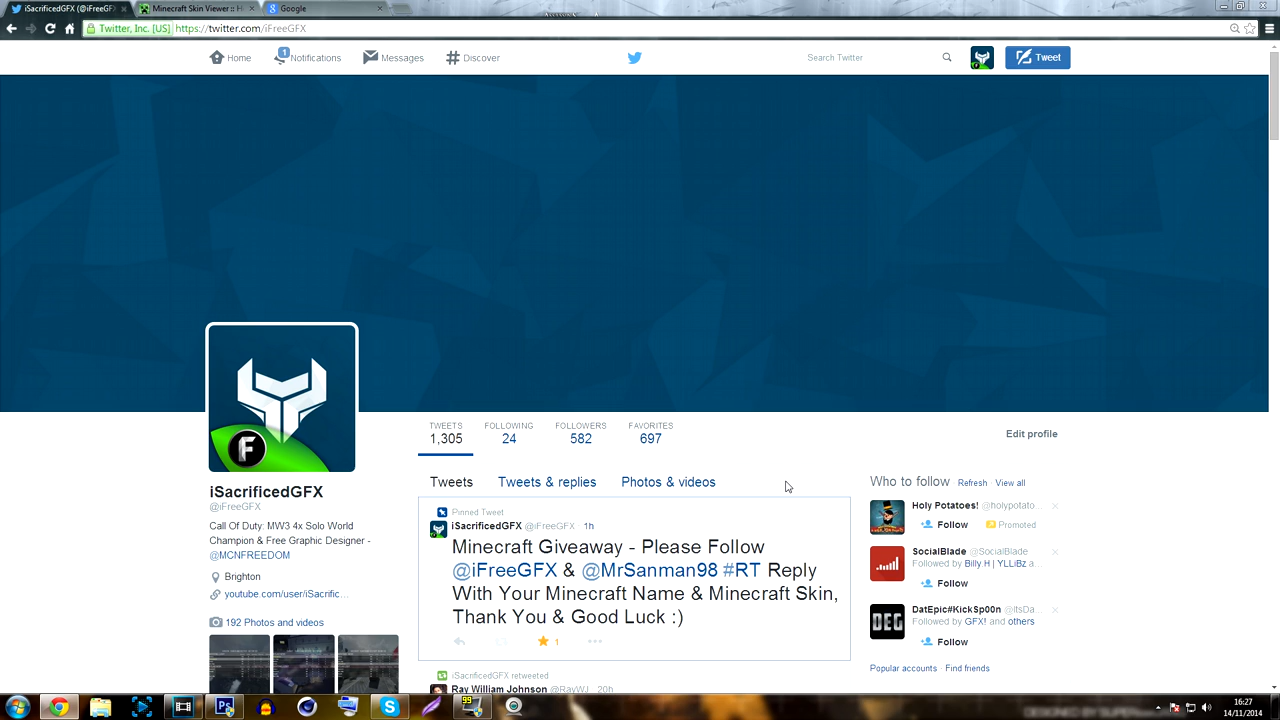 iSacrificedGFX (@iFreeGF
Minecraft Skin Viewer :: H
Google
Twitter, Inc. [US]
https://twitter.com/iFreeGFX
Home
1
Notifications
Messages
Discover
Search Twitter
Tweet
TWEETS
1,305
FOLLOWING
24
FOLLOWERS
582
FAVORITES
697
Edit profile
F
iSacrificedGFX
@iFreeGFX
Call Of Duty: MW3 4x Solo World
Champion & Free Graphic Designer -
@MCNFREEDOM
Brighton
youtube.com/user/iSacrific...
192 Photos and videos
Tweets
Tweets & replies
Photos & videos
Pinned Tweet
iSacrificedGFX @iFreeGFX 1h
Minecraft Giveaway - Please Follow
@iFreeGFX & @MrSanman98 #RT Reply
With Your Minecraft Name & Minecraft Skin,
Thank You & Good Luck :)
1
iSacrificedGFX retweeted
Ray William Johnson @RayWJ 20h
Who to follow Refresh View all
Holy Potatoes! @holypotato...
Follow
Promoted
SocialBlade @SocialBlade
Followed by Billy.H | YLLiBz a...
Follow
DEG
DatEpic#KickSp00n @ItsDa...
Followed by GFX! and others
Follow
Popular accounts · Find friends
Ps
S
99
16:27
14/11/2014